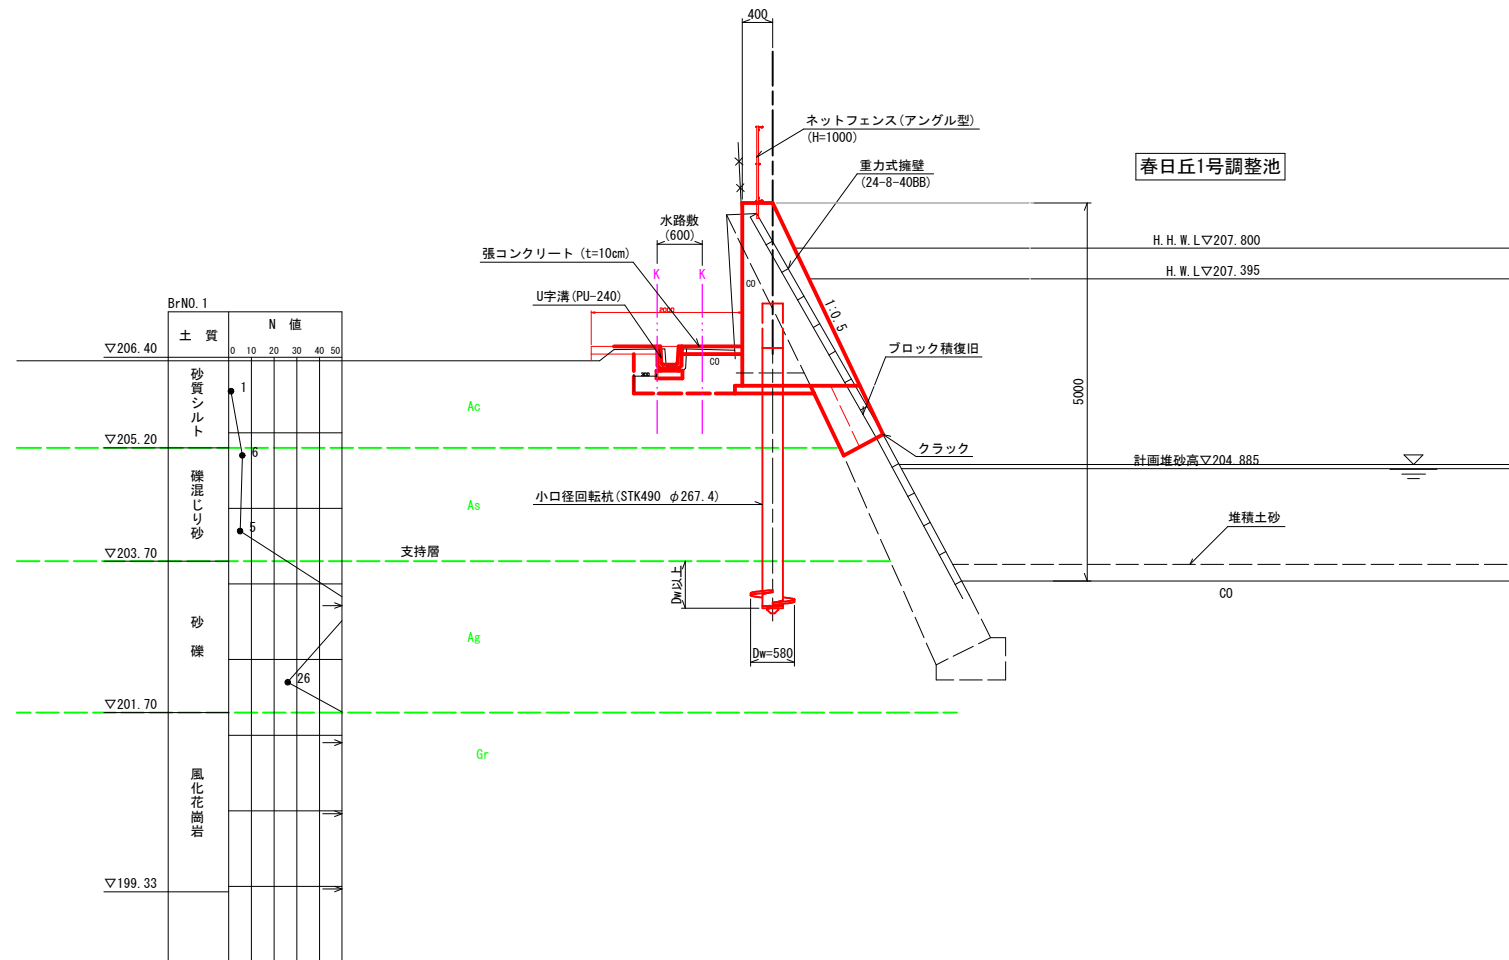 400
ネットフェンス(アングル型)
(H=1000)
重力式擁壁
(24-8-40BB)
春日丘1号調整池
水路敷
(600)
張コンクリート (t=10cm)
H.H.W.L▽207.800
H.W.L▽207.395
K
K
CO
U字溝(PU-240)
2000
1:0.5
BrNO.1
土 質
N 値
0 10 20 30 40 50
▽206.40
CO
ブロック積復旧
砂質シルト
1
300
5000
Ac
▽205.20
6
クラック
計画堆砂高▽204.885
礫混じり砂
As
小口径回転杭(STK490 φ267.4)
5
堆積土砂
▽203.70
支持層
Dw以上
CO
砂 礫
Ag
Dw=580
26
▽201.70
Gr
風化花崗岩
▽199.33